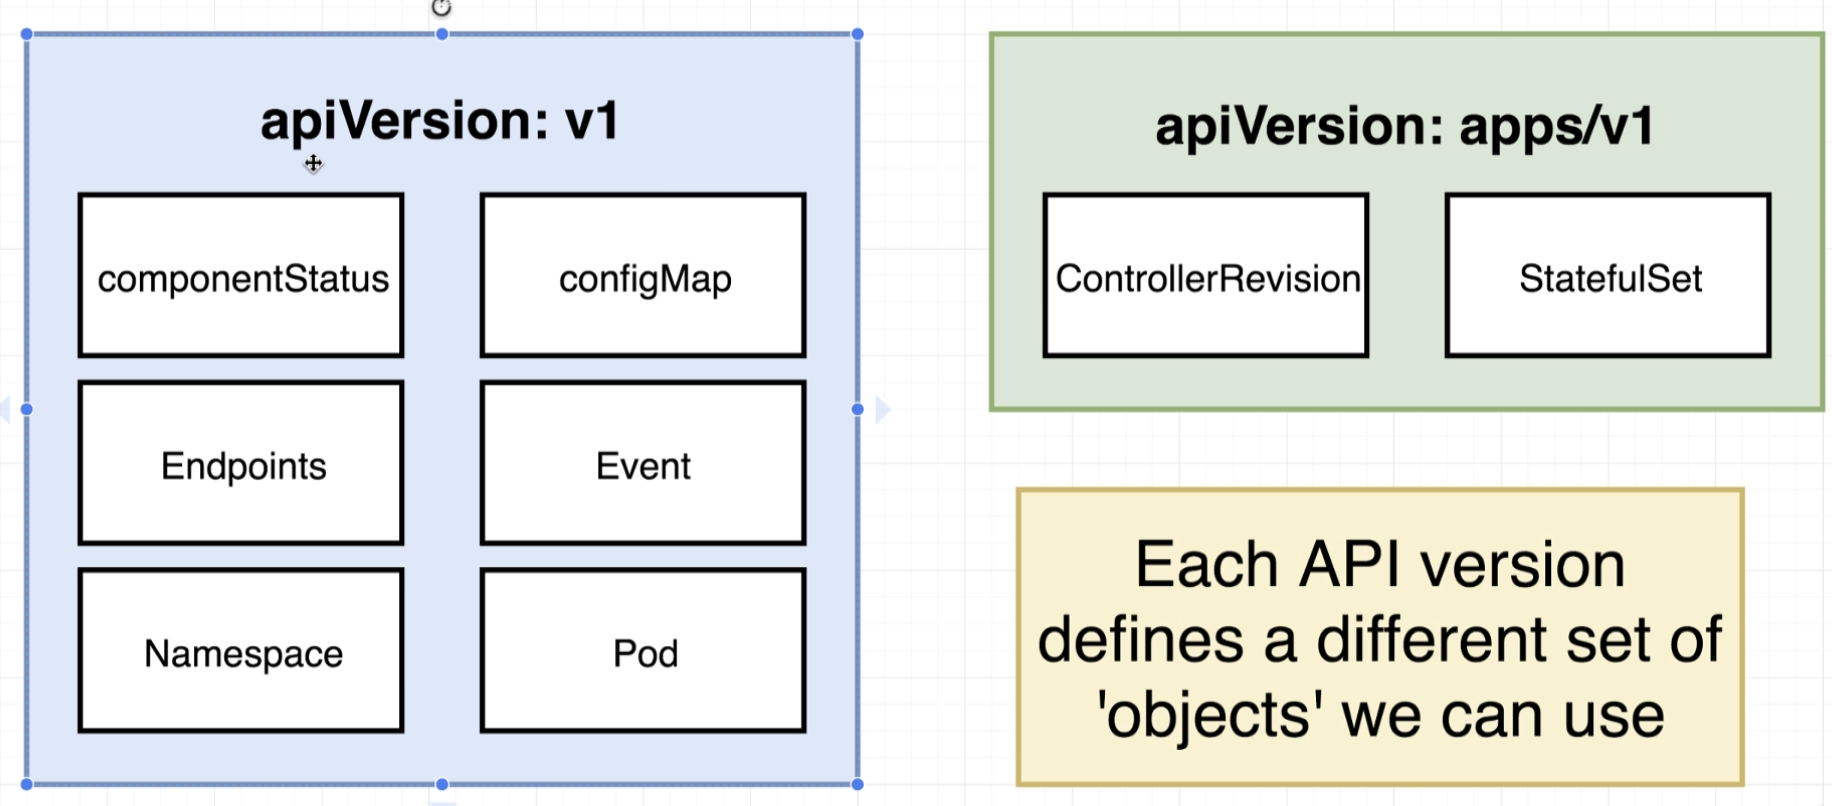 apiVersion: v1
componentStatus
configMap
Endpoints
Event
Namespace
Pod
apiVersion: apps/v1
ControllerRevision
StatefulSet
Each API version
defines a different set of
'objects' we can use